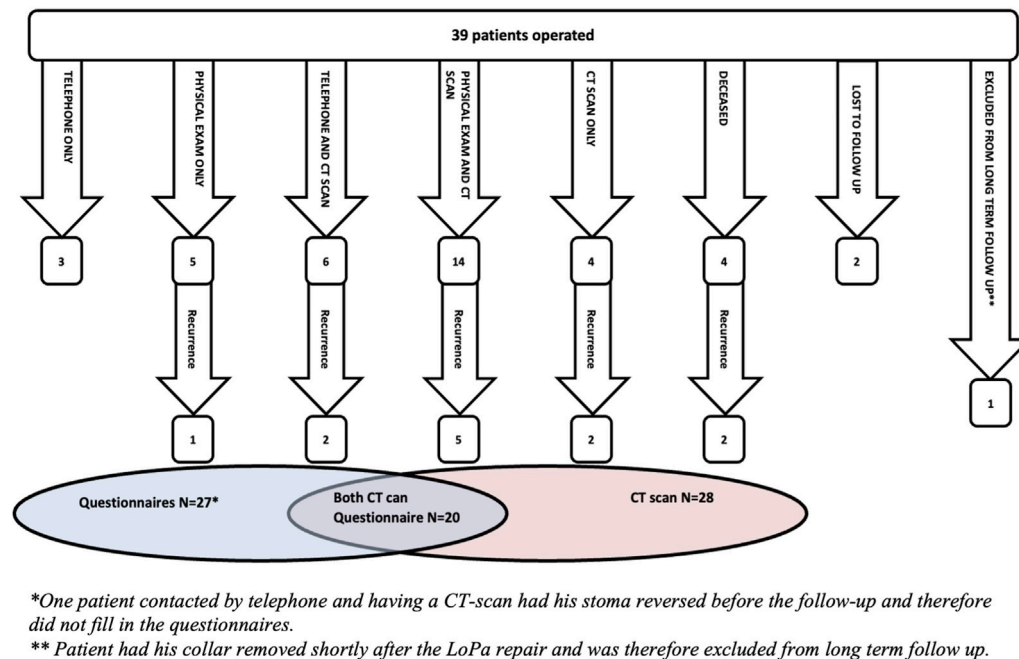 39 patients operated
TELEPHONE ONLY
PHYSICAL EXAM ONLY
TELEPHONE AND CT SCAN
PHYSICAL EXAM AND CT
SCAN
CT SCAN ONLY
DECEASED
LOST TO FOLLOW UP
EXCLUDED FROM LONG TERM FOLLOW UP**
3
5
6
14
4
4
2
Recurrence
Recurrence
Recurrence
Recurrence
Recurrence
1
1
2
5
2
2
Questionnaires N=27*
Both CT can
Questionnaire N=20
CT scan N=28
*One patient contacted by telephone and having a CT-scan had his stoma reversed before the follow-up and therefore
did not fill in the questionnaires.
** Patient had his collar removed shortly after the LoPa repair and was therefore excluded from long term follow up.